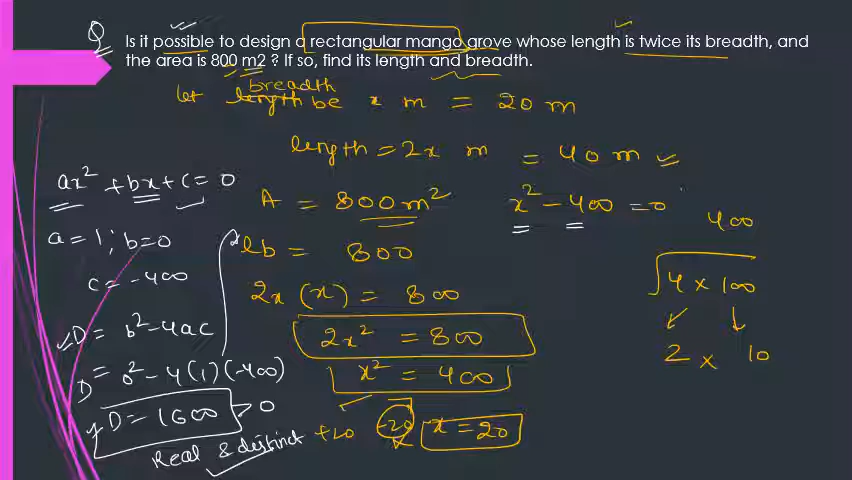 Q Is it possible to design a rectangular mango grove whose length is twice its breadth, and
the area is 800 m2 ? If so, find its length and breadth.
breadth
let length be x m = 20 m
length = 2x m = 40 m
ax² + bx + c = 0
A = 800 m²
x² - 400 = 0
400
a = 1 ; b = 0
lb = 800
c = -400
√4 × 100
2x (x) = 800
D = b² - 4ac
2x² = 800
2 × 10
D = 0² - 4(1)(-400)
x² = 400
D = 1600 > 0
+20 -20 x = 20
Real & distinct